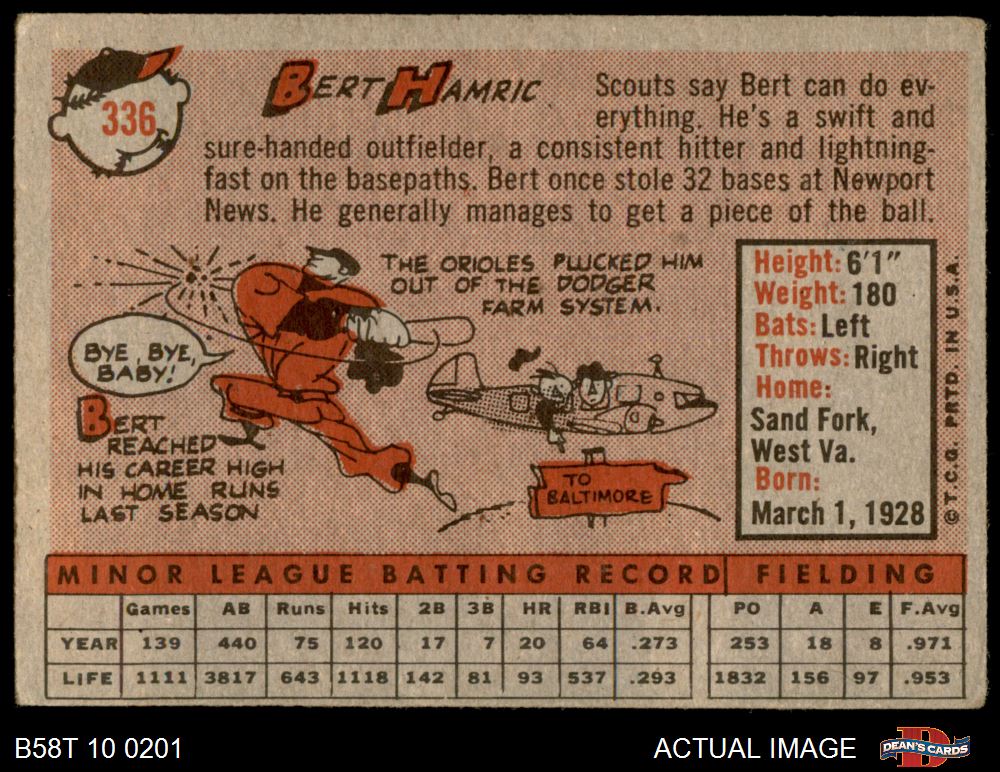 336
BERT HAMRIC
Scouts say Bert can do ev-
erything. He's a swift and
sure-handed outfielder, a consistent hitter and lightning-
fast on the basepaths. Bert once stole 32 bases at Newport
News. He generally manages to get a piece of the ball.
THE ORIOLES PLUCKED HIM
OUT OF THE DODGER
FARM SYSTEM.
BYE, BYE,
BABY!
BERT
REACHED
HIS CAREER HIGH
IN HOME RUNS
LAST SEASON
TO
BALTIMORE
Height: 6'1"
Weight: 180
Bats: Left
Throws: Right
Home:
Sand Fork,
West Va.
Born:
March 1, 1928
© T.C.G. PRTD. IN U.S.A.
MINOR LEAGUE BATTING RECORD FIELDING
Games AB Runs Hits 2B 3B HR RBI B.Avg PO A E F.Avg
YEAR 139 440 75 120 17 7 20 64 .273 253 18 8 .971
LIFE 1111 3817 643 1118 142 81 93 537 .293 1832 156 97 .953
B58T 10 0201
ACTUAL IMAGE
D
DEAN'S CARDS